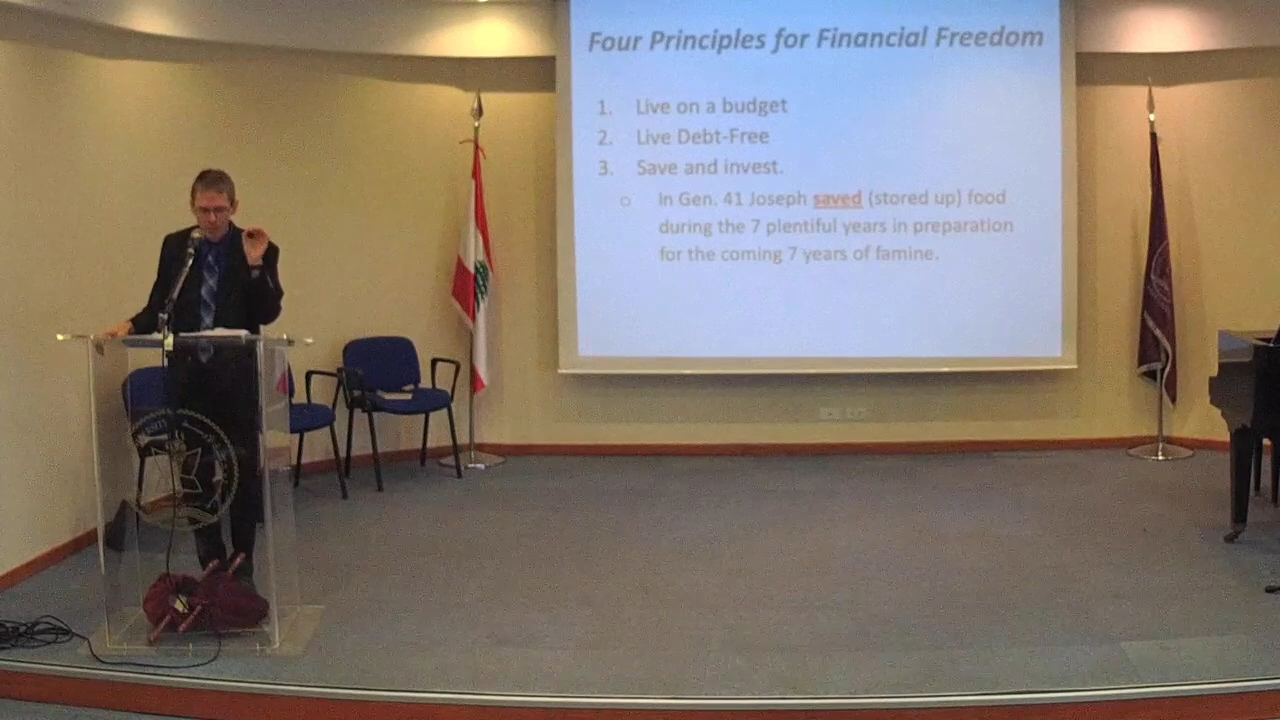 Four Principles for Financial Freedom
1. Live on a budget
2. Live Debt-Free
3. Save and invest.
o In Gen. 41 Joseph saved (stored up) food
during the 7 plentiful years in preparation
for the coming 7 years of famine.